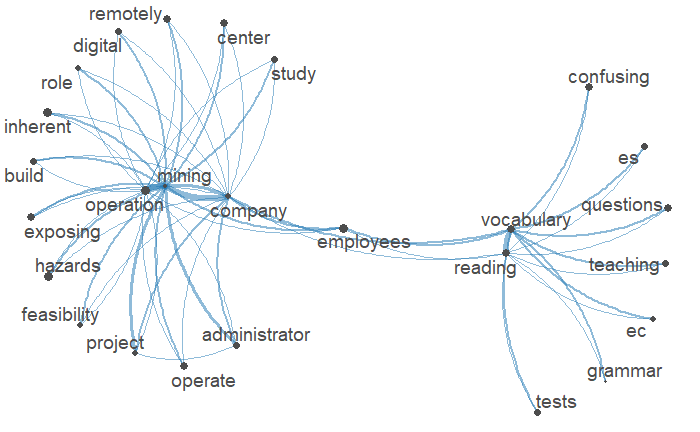 remotely
center
digital
study
confusing
role
inherent
es
mining
build
operation
questions
company
vocabulary
exposing
employees
hazards
reading
teaching
feasibility
ec
administrator
project
grammar
operate
tests